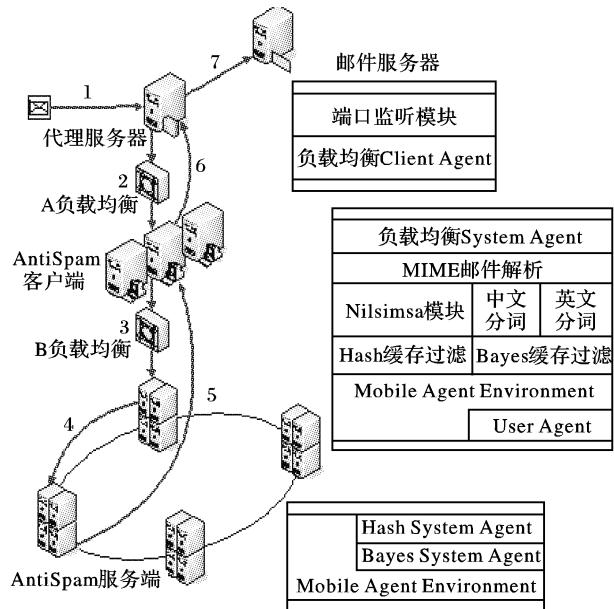 7
邮件服务器
1
端口监听模块
代理服务器
负载均衡Client Agent
2
6
A负载均衡
AntiSpam
客户端
负载均衡System Agent
MIME邮件解析
Nilsimsa模块
中文
分词
英文
分词
3
B负载均衡
Hash缓存过滤
Bayes缓存过滤
Mobile Agent Environment
User Agent
4
5
Hash System Agent
Bayes System Agent
AntiSpam服务端
Mobile Agent Environment